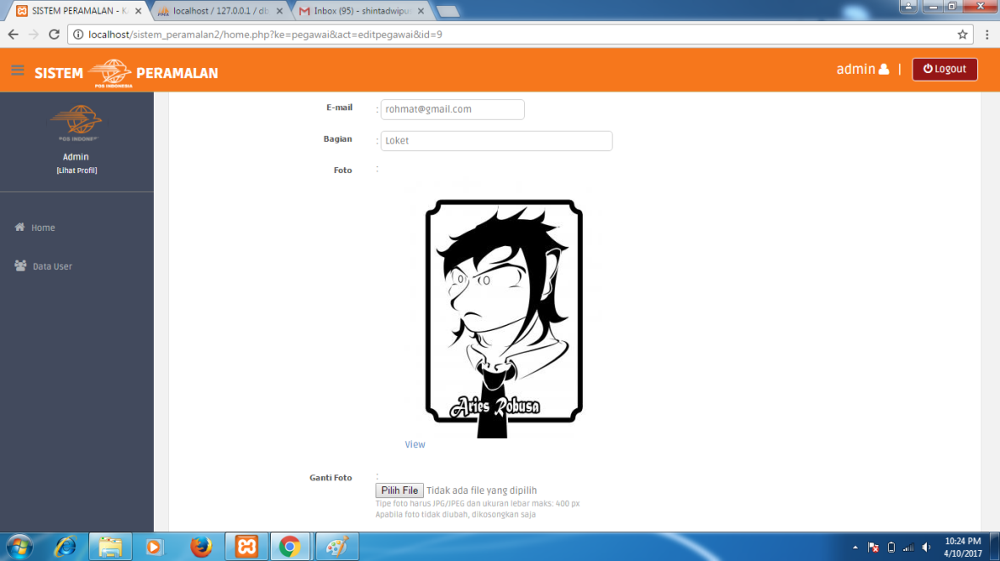 SISTEM PERAMALAN - K
localhost / 127.0.0.1 / db
Inbox (95) - shintadwiput
localhost/sistem_peramalan2/home.php?ke=pegawai&act=editpegawai&id=9
SISTEM POS INDONESIA PERAMALAN
admin | Logout
POS INDONES
Admin
[Lihat Profil]
Home
Data User
E-mail : rohmat@gmail.com
Bagian : Loket
Foto :
Aries Robusa
View
Ganti Foto :
Pilih File Tidak ada file yang dipilih
Tipe foto harus JPG/JPEG dan ukuran lebar maks: 400 px
Apabila foto tidak diubah, dikosongkan saja
10:24 PM
4/10/2017